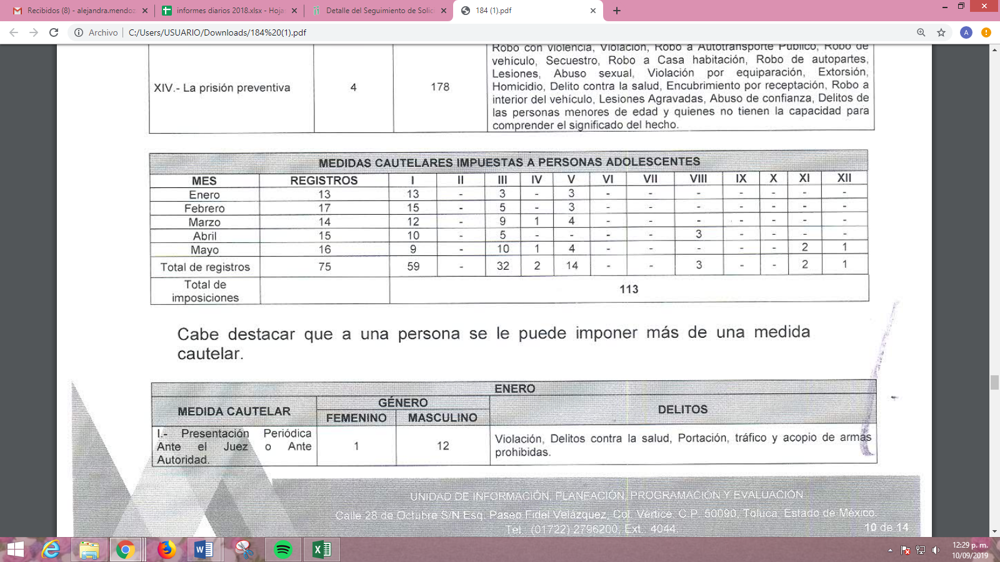 Recibidos (8) - alejandra.mendoz
informes diarios 2018.xlsx - Hoja
Detalle del Seguimiento de Solic
184 (1).pdf
Archivo C:/Users/USUARIO/Downloads/184%20(1).pdf
A
Robo con violencia, Violación, Robo a Autotransporte Público, Robo de
vehículo, Secuestro, Robo a Casa habitación, Robo de autopartes,
Lesiones, Abuso sexual, Violación por equiparación, Extorsión,
XIV.- La prisión preventiva 4 178 Homicidio, Delito contra la salud, Encubrimiento por receptación, Robo a
interior del vehículo, Lesiones Agravadas, Abuso de confianza, Delitos de
las personas menores de edad y quienes no tienen la capacidad para
comprender el significado del hecho.
MEDIDAS CAUTELARES IMPUESTAS A PERSONAS ADOLESCENTES
MES REGISTROS I II III IV V VI VII VIII IX X XI XII
Enero 13 13 - 3 - 3 - - - - - - -
Febrero 17 15 - 5 - 3 - - - - - - -
Marzo 14 12 - 9 1 4 - - - - - - -
Abril 15 10 - 5 - - - - 3 - - - -
Mayo 16 9 - 10 1 4 - - - - - 2 1
Total de registros 75 59 - 32 2 14 - - 3 - - 2 1
Total de
imposiciones 113
Cabe destacar que a una persona se le puede imponer más de una medida
cautelar.
ENERO
MEDIDA CAUTELAR GÉNERO DELITOS
FEMENINO MASCULINO
I.- Presentación Periódica
Ante el Juez o Ante
Autoridad. 1 12 Violación, Delitos contra la salud, Portación, tráfico y acopio de armas
prohibidas.
UNIDAD DE INFORMACIÓN, PLANEACIÓN, PROGRAMACIÓN Y EVALUACIÓN
Calle 28 de Octubre S/N Esq. Paseo Fidel Velázquez, Col. Vértice, C.P. 50090, Toluca, Estado de México.
Tel.: (01722) 2796200, Ext.: 4044.
10 de 14
12:29 p. m.
10/09/2019